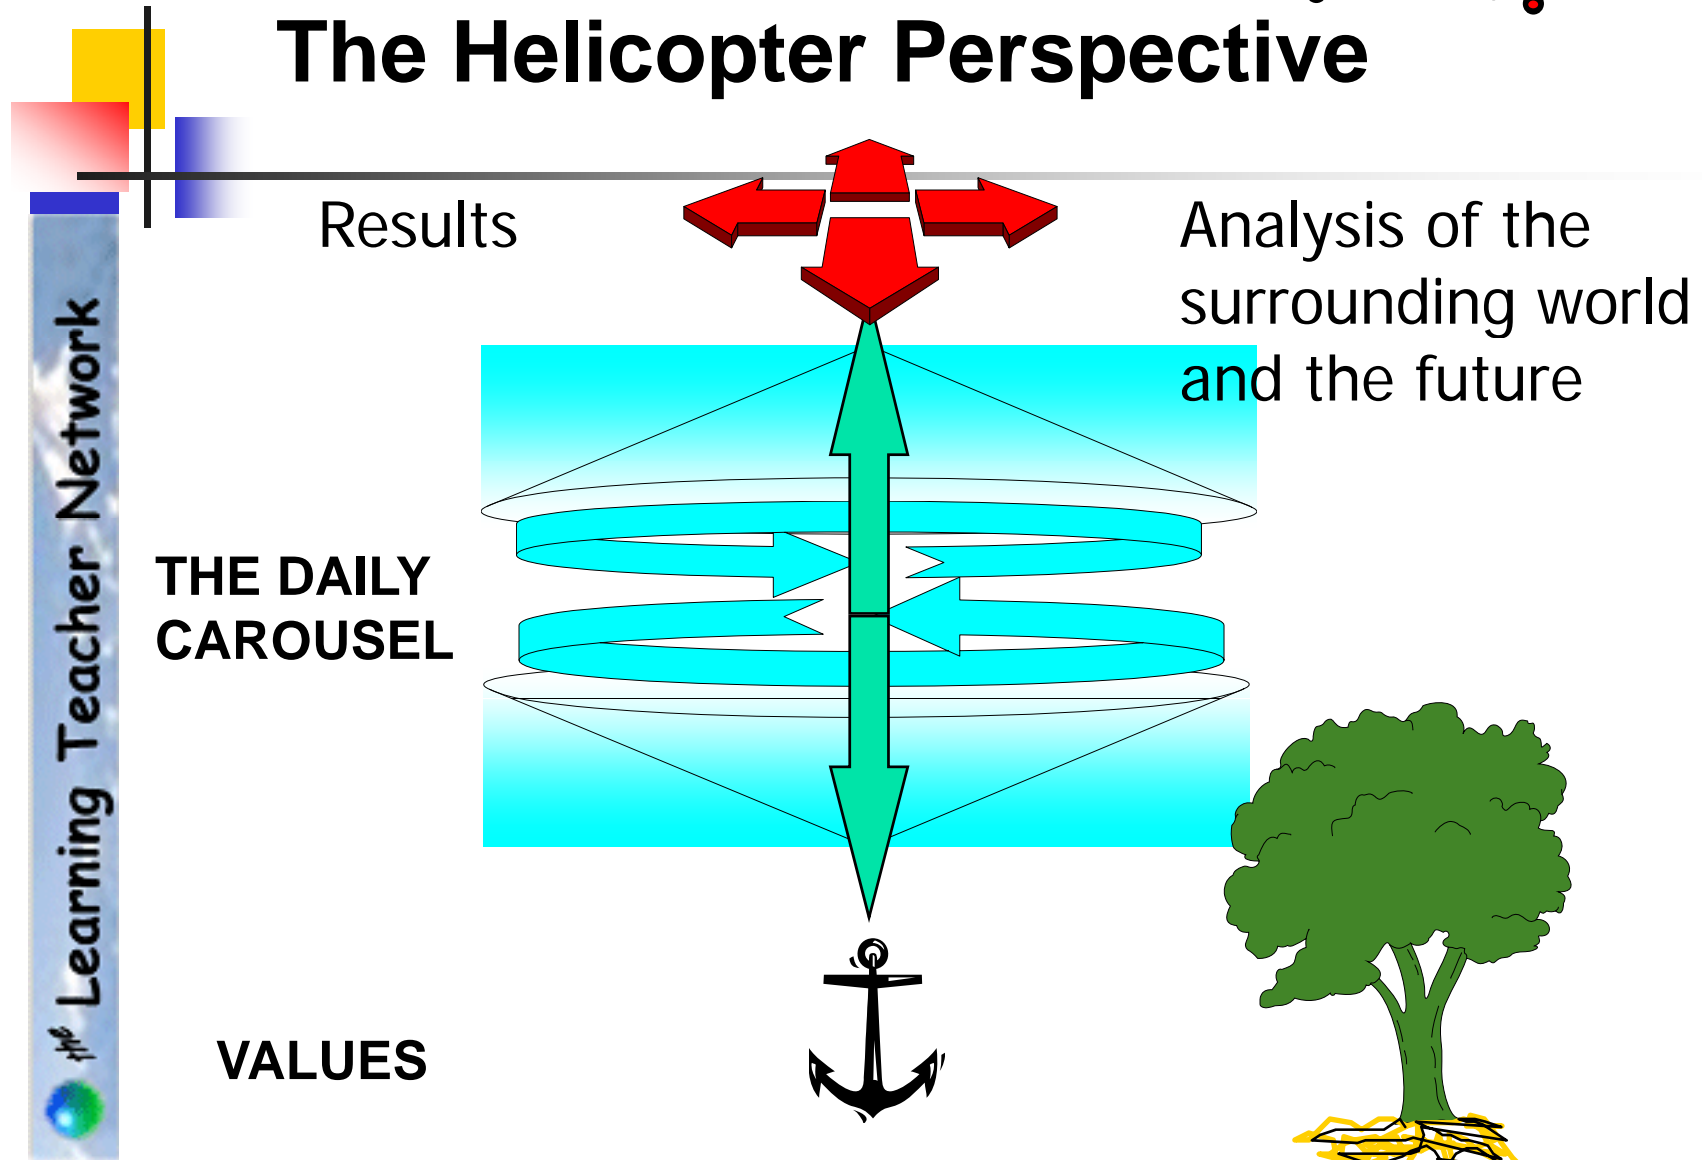 The Helicopter Perspective
Results
Analysis of the
surrounding world
and the future
THE DAILY
CAROUSEL
VALUES
the Learning Teacher Network